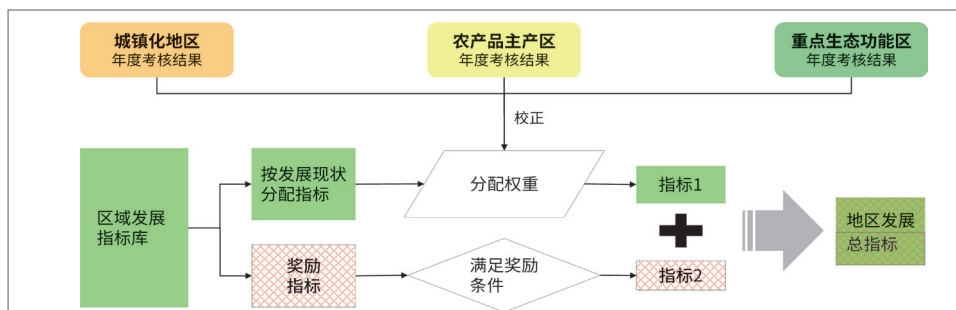 城镇化地区
年度考核结果
农产品主产区
年度考核结果
重点生态功能区
年度考核结果
校正
区域发展
指标库
按发展现状
分配指标
分配权重
指标1
奖励
指标
满足奖励
条件
指标2
地区发展
总指标